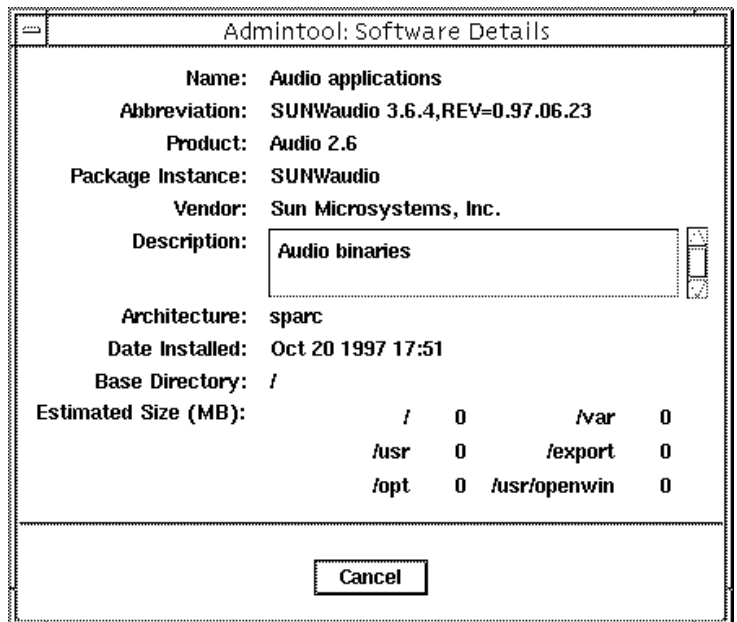 Admintool: Software Details
Name: Audio applications
Abbreviation: SUNWaudio 3.6.4,REV=0.97.06.23
Product: Audio 2.6
Package Instance: SUNWaudio
Vendor: Sun Microsystems, Inc.
Description: Audio binaries
Architecture: sparc
Date Installed: Oct 20 1997 17:51
Base Directory: /
Estimated Size (MB): / 0 /var 0
/usr 0 /export 0
/opt 0 /usr/openwin 0
Cancel